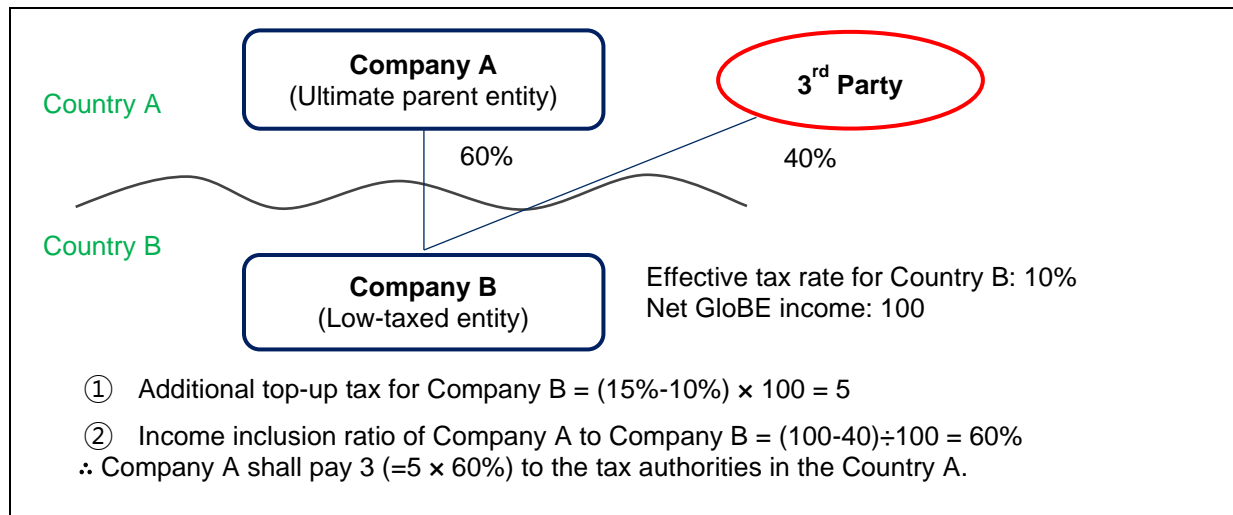 Company A
(Ultimate parent entity)
3rd Party
Country A
60%
40%
Country B
Company B
(Low-taxed entity)
Effective tax rate for Country B: 10%
Net GloBE income: 100
① Additional top-up tax for Company B = (15%-10%) × 100 = 5
② Income inclusion ratio of Company A to Company B = (100-40)÷100 = 60%
∴ Company A shall pay 3 (=5 × 60%) to the tax authorities in the Country A.